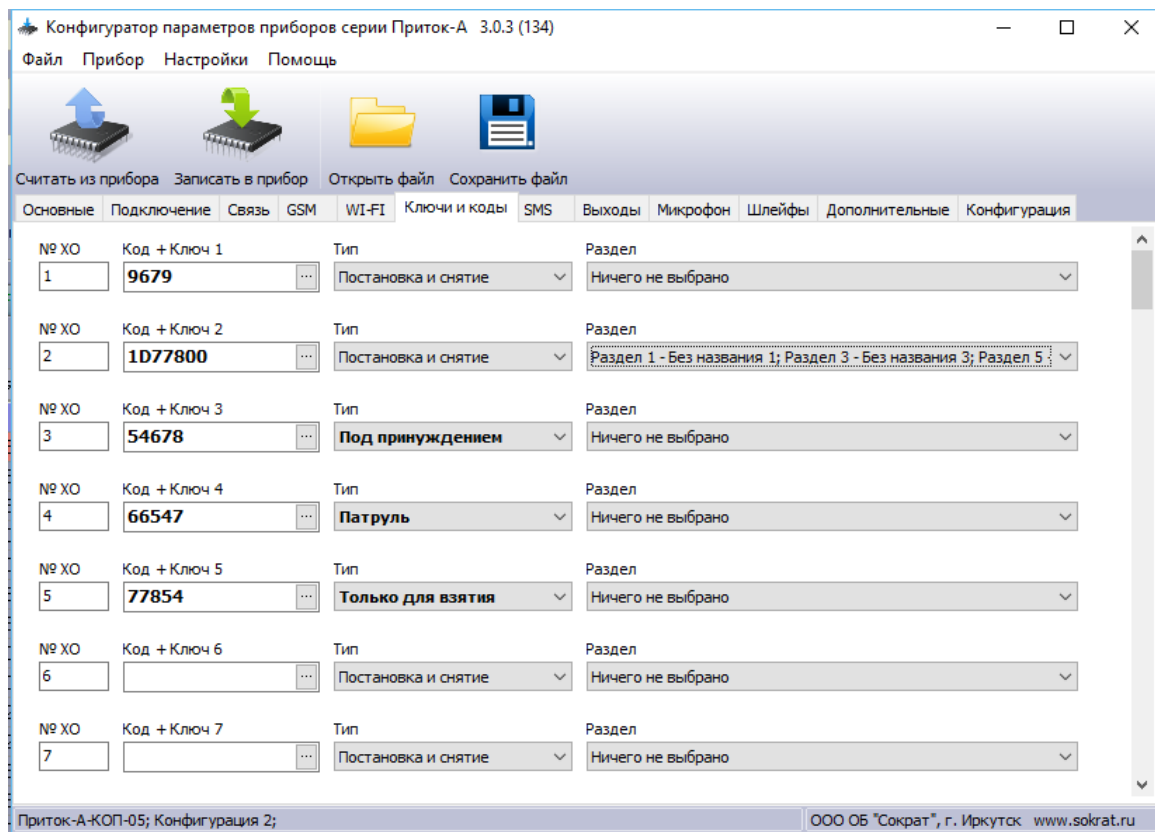 Конфигуратор параметров приборов серии Приток-А 3.0.3 (134)
Файл Прибор Настройки Помощь
Считать из прибора Записать в прибор Открыть файл Сохранить файл
Основные Подключение Связь GSM WI-FI Ключи и коды SMS Выходы Микрофон Шлейфы Дополнительные Конфигурация
№ ХО Код + Ключ 1 Тип Раздел
1 9679 ... Постановка и снятие Ничего не выбрано
№ ХО Код + Ключ 2 Тип Раздел
2 1D77800 ... Постановка и снятие Раздел 1 - Без названия 1; Раздел 3 - Без названия 3; Раздел 5 -
№ ХО Код + Ключ 3 Тип Раздел
3 54678 ... Под принуждением Ничего не выбрано
№ ХО Код + Ключ 4 Тип Раздел
4 66547 ... Патруль Ничего не выбрано
№ ХО Код + Ключ 5 Тип Раздел
5 77854 ... Только для взятия Ничего не выбрано
№ ХО Код + Ключ 6 Тип Раздел
6 ... Постановка и снятие Ничего не выбрано
№ ХО Код + Ключ 7 Тип Раздел
7 ... Постановка и снятие Ничего не выбрано
Приток-А-КОП-05; Конфигурация 2; ООО ОБ "Сократ", г. Иркутск www.sokrat.ru